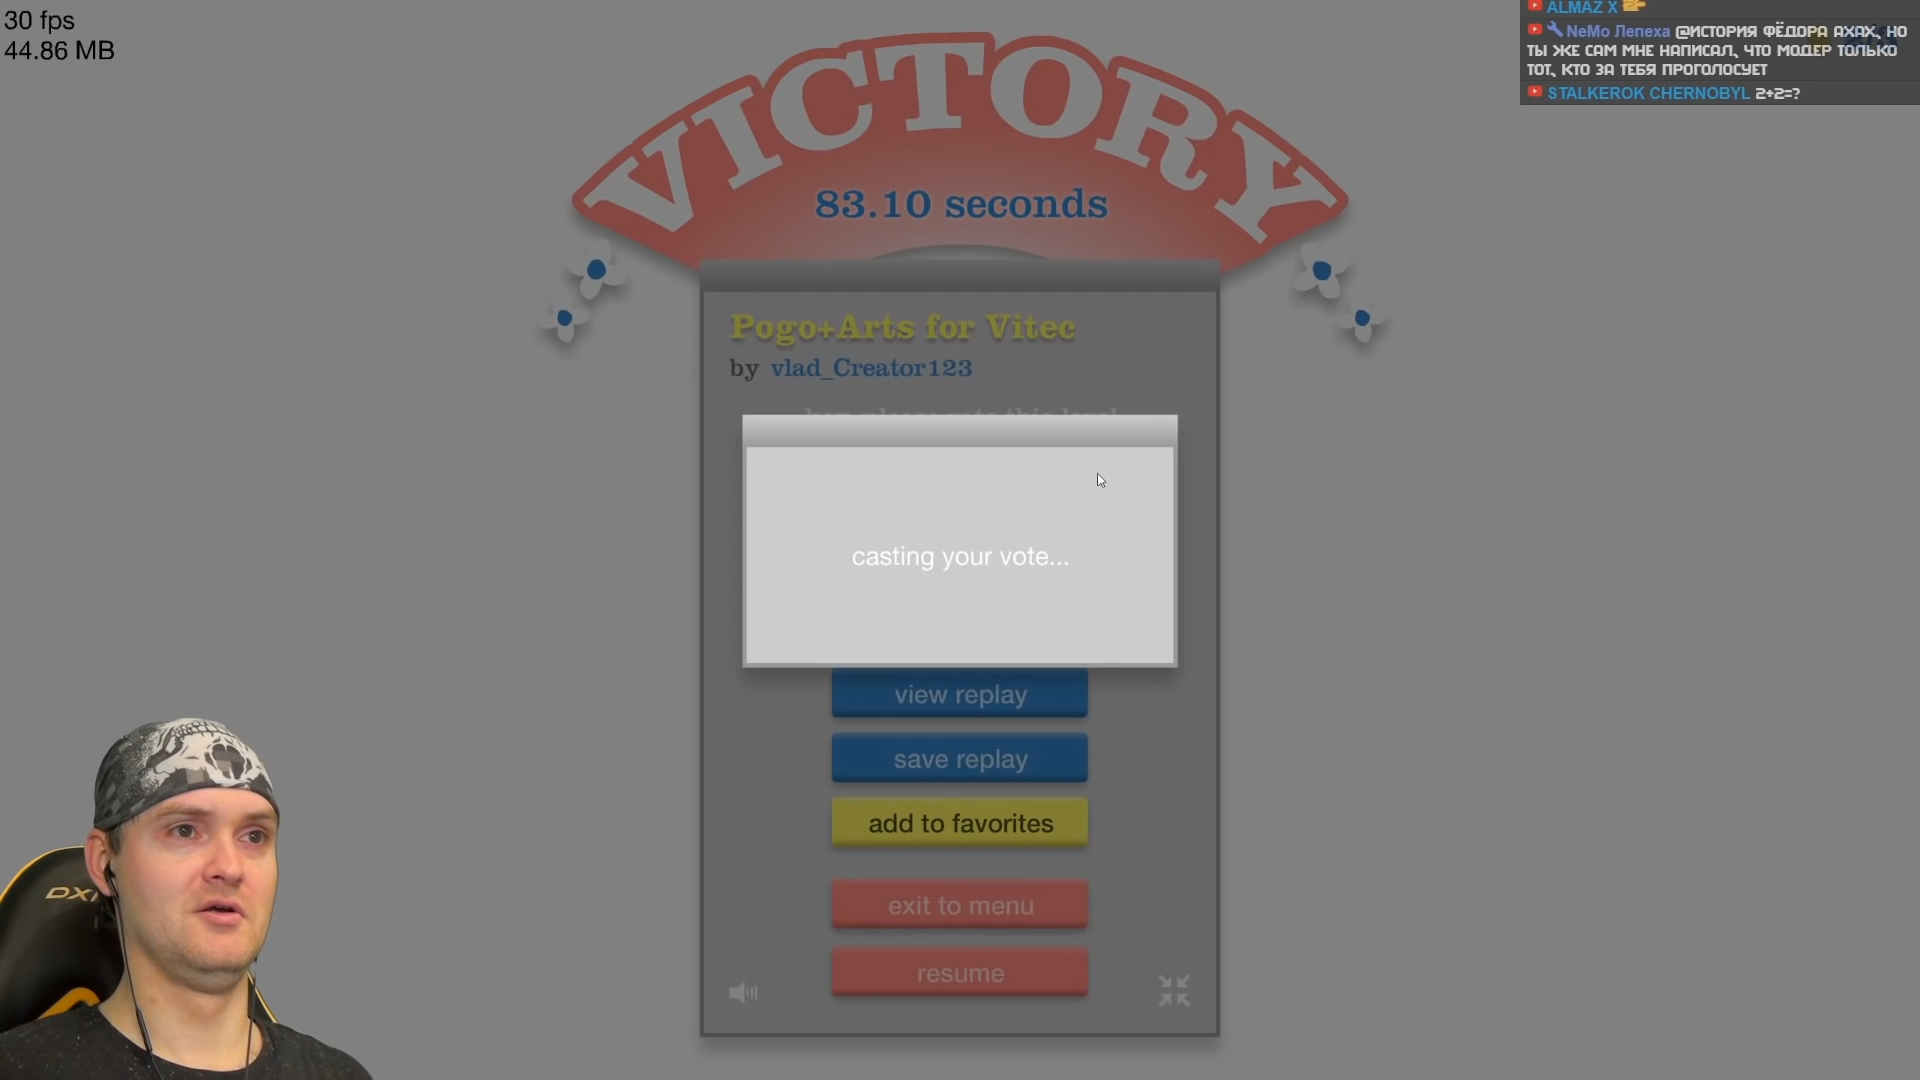 30 fps
44.86 MB
ALMAZ X
NeMo Лепеха @ИСТОРИЯ ФЁДОРА АХАХ, НО
ТЫ ЖЕ САМ МНЕ НАПИСАЛ, ЧТО МОДЕР ТОЛЬКО
ТОТ, КТО ЗА ТЕБЯ ПРОГОЛОСУЕТ
STALKEROK CHERNOBYL 2+2=?
VICTORY
83.10 seconds
Pogo+Arts for Vitec
by vlad_Creator123
casting your vote...
view replay
save replay
add to favorites
exit to menu
resume